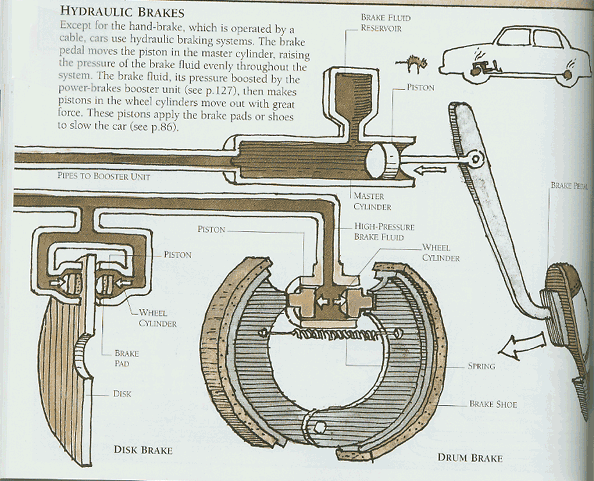 HYDRAULIC BRAKES
Except for the hand-brake, which is operated by a
cable, cars use hydraulic braking systems. The brake
pedal moves the piston in the master cylinder, raising
the pressure of the brake fluid evenly throughout the
system. The brake fluid, its pressure boosted by the
power-brakes booster unit (see p.127), then makes
pistons in the wheel cylinders move out with great
force. These pistons apply the brake pads or shoes
to slow the car (see p.86).
BRAKE FLUID
RESERVOIR
PISTON
PIPES TO BOOSTER UNIT
MASTER
CYLINDER
BRAKE PEDAL
PISTON
HIGH-PRESSURE
BRAKE FLUID
WHEEL
CYLINDER
PISTON
WHEEL
CYLINDER
BRAKE
PAD
DISK
SPRING
BRAKE SHOE
DISK BRAKE
DRUM BRAKE